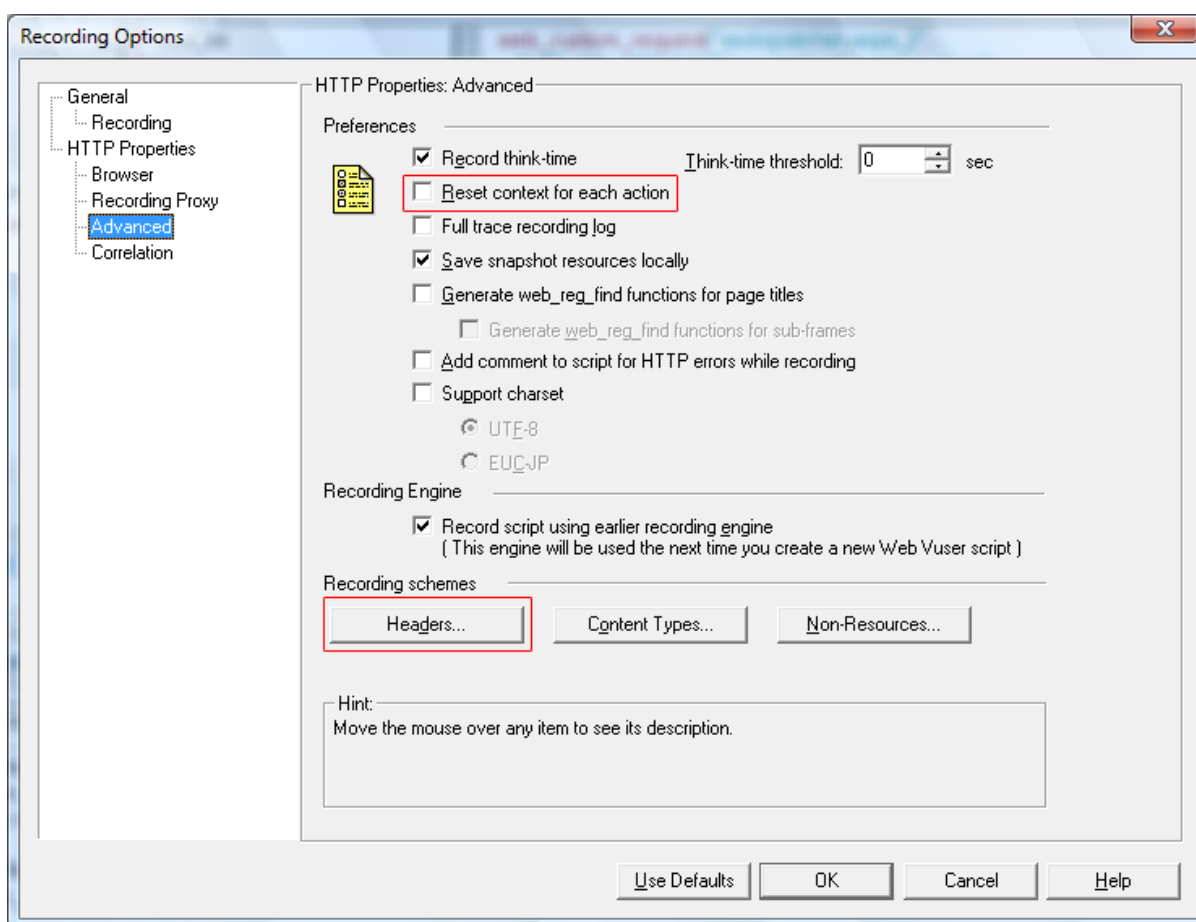 Recording Options
General
Recording
HTTP Properties
Browser
Recording Proxy
Advanced
Correlation
HTTP Properties: Advanced
Preferences
Record think-time
Think-time threshold: 0 sec
Reset context for each action
Full trace recording log
Save snapshot resources locally
Generate web_reg_find functions for page titles
Generate web_reg_find functions for sub-frames
Add comment to script for HTTP errors while recording
Support charset
UTF-8
EUC-JP
Recording Engine
Record script using earlier recording engine
( This engine will be used the next time you create a new Web Vuser script )
Recording schemes
Headers... Content Types... Non-Resources...
Hint:
Move the mouse over any item to see its description.
Use Defaults OK Cancel Help